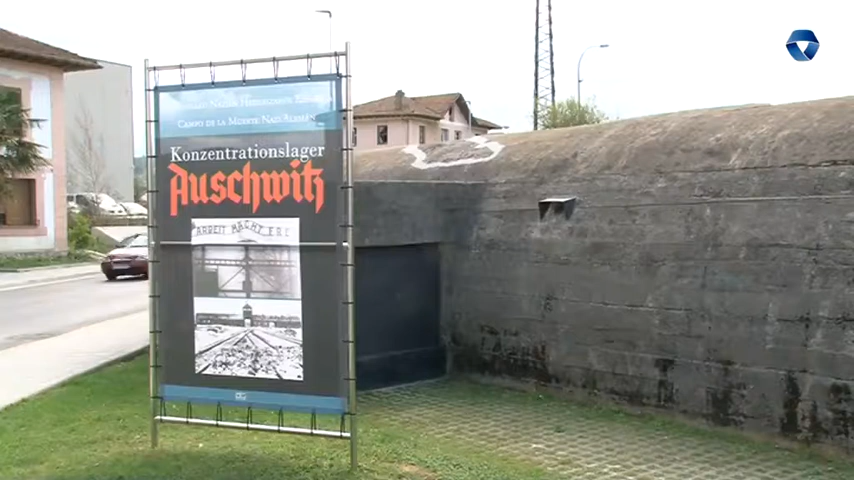 CAMPO DE LA MUERTE NAZI ALEMÁN
KONZENTRATIONSLAGER
AUSCHWITZ
ARBEIT MACHT FREI